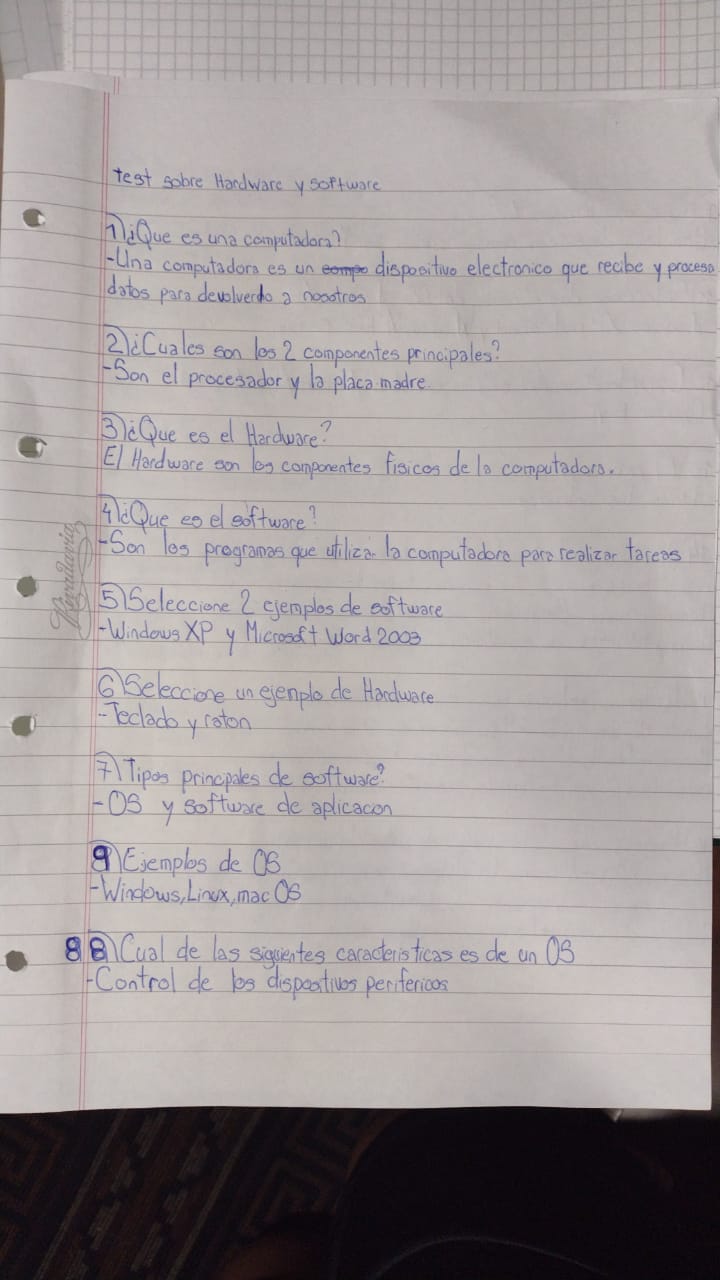 test sobre Hardware y software
1)¿Que es una computadora?
-Una computadora es un compo dispositivo electronico que recibe y procesa
datos para devolverdo a nosotros
2)¿Cuales son los 2 componentes principales?
-Son el procesador y la placa madre.
3)¿Que es el Hardware?
El Hardware son los componentes fisicos de la computadora.
4)¿Que es el software?
-Son los programas que utiliza la computadora para realizar tareas
5)Seleccione 2 ejemplos de software
-Windows XP y Microsoft Word 2003
6)Seleccione un ejemplo de Hardware
-Teclado y raton
7)Tipos principales de software?
-OS y software de aplicacon
9)Ejemplos de OS
-Windows, Linux, mac OS
8 8)Cual de las siguientes caracteristicas es de un OS
-Control de los dispositivos perifericos
Rivadavia